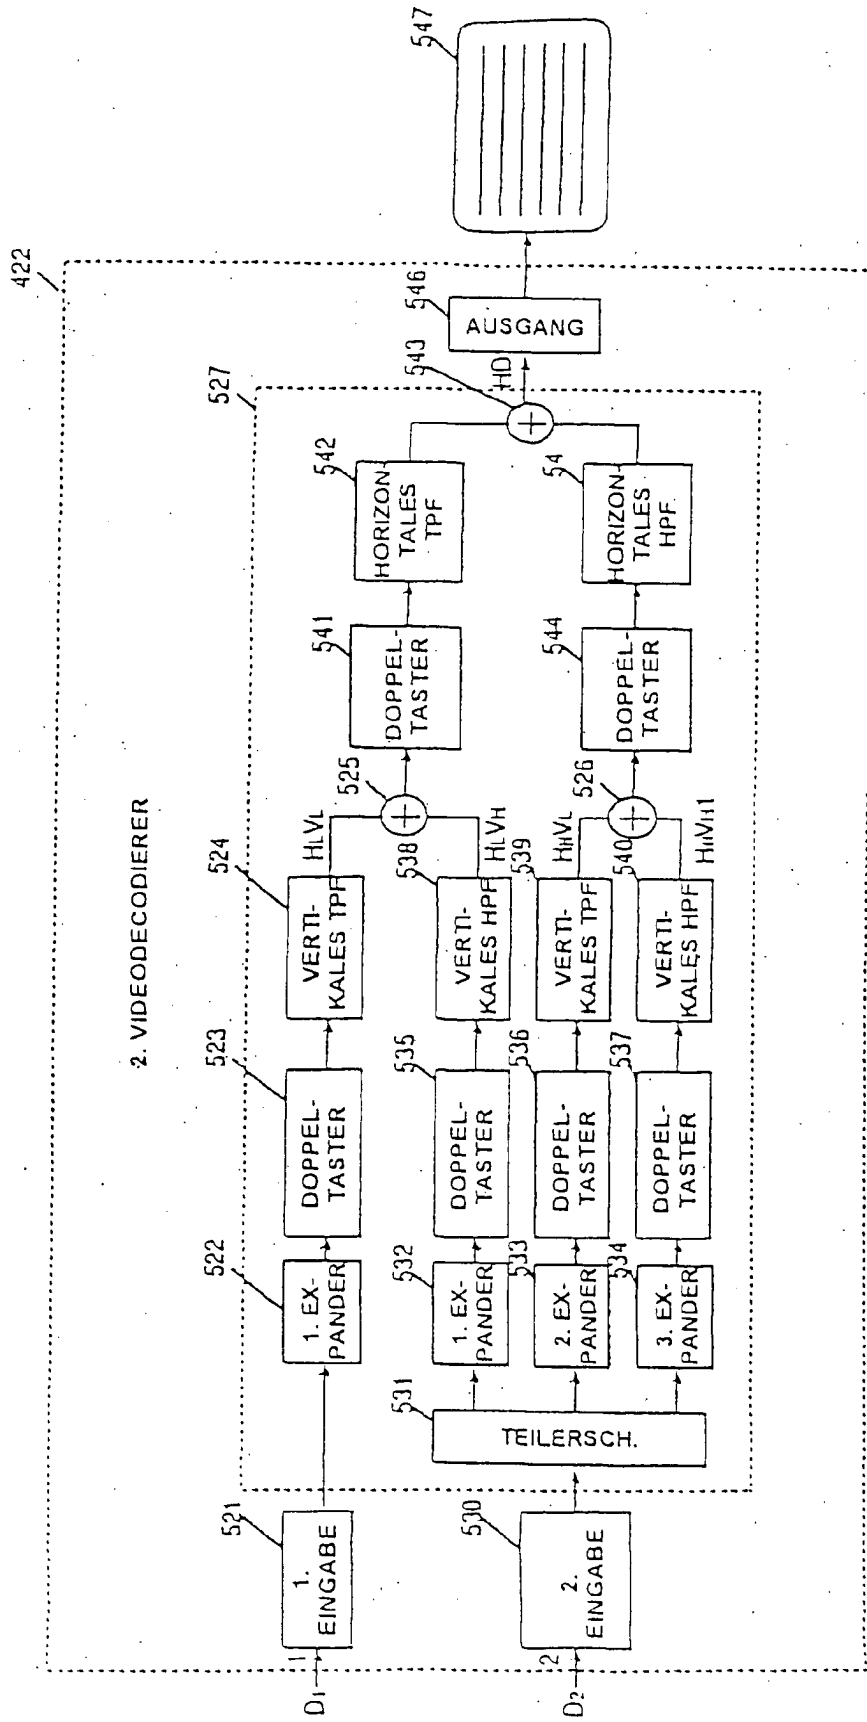 2. VIDEODECODIERER
422
527
D1
1
521
1.
EINGABE
522
1. EX-
PANDER
523
DOPPEL-
TASTER
524
VERTI-
KALES TPF
HLVL
525
+
541
DOPPEL-
TASTER
542
HORIZON-
TALES
TPF
543
+
HD
546
AUSGANG
547
D2
2
530
2.
EINGABE
531
TEILERSCH.
532
1. EX-
PANDER
535
DOPPEL-
TASTER
538
VERTI-
KALES HPF
HLVH
533
2. EX-
PANDER
536
DOPPEL-
TASTER
539
VERTI-
KALES TPF
HHVL
526
+
544
DOPPEL-
TASTER
54
HORIZON-
TALES
HPF
534
3. EX-
PANDER
537
DOPPEL-
TASTER
540
VERTI-
KALES HPF
HHVH1